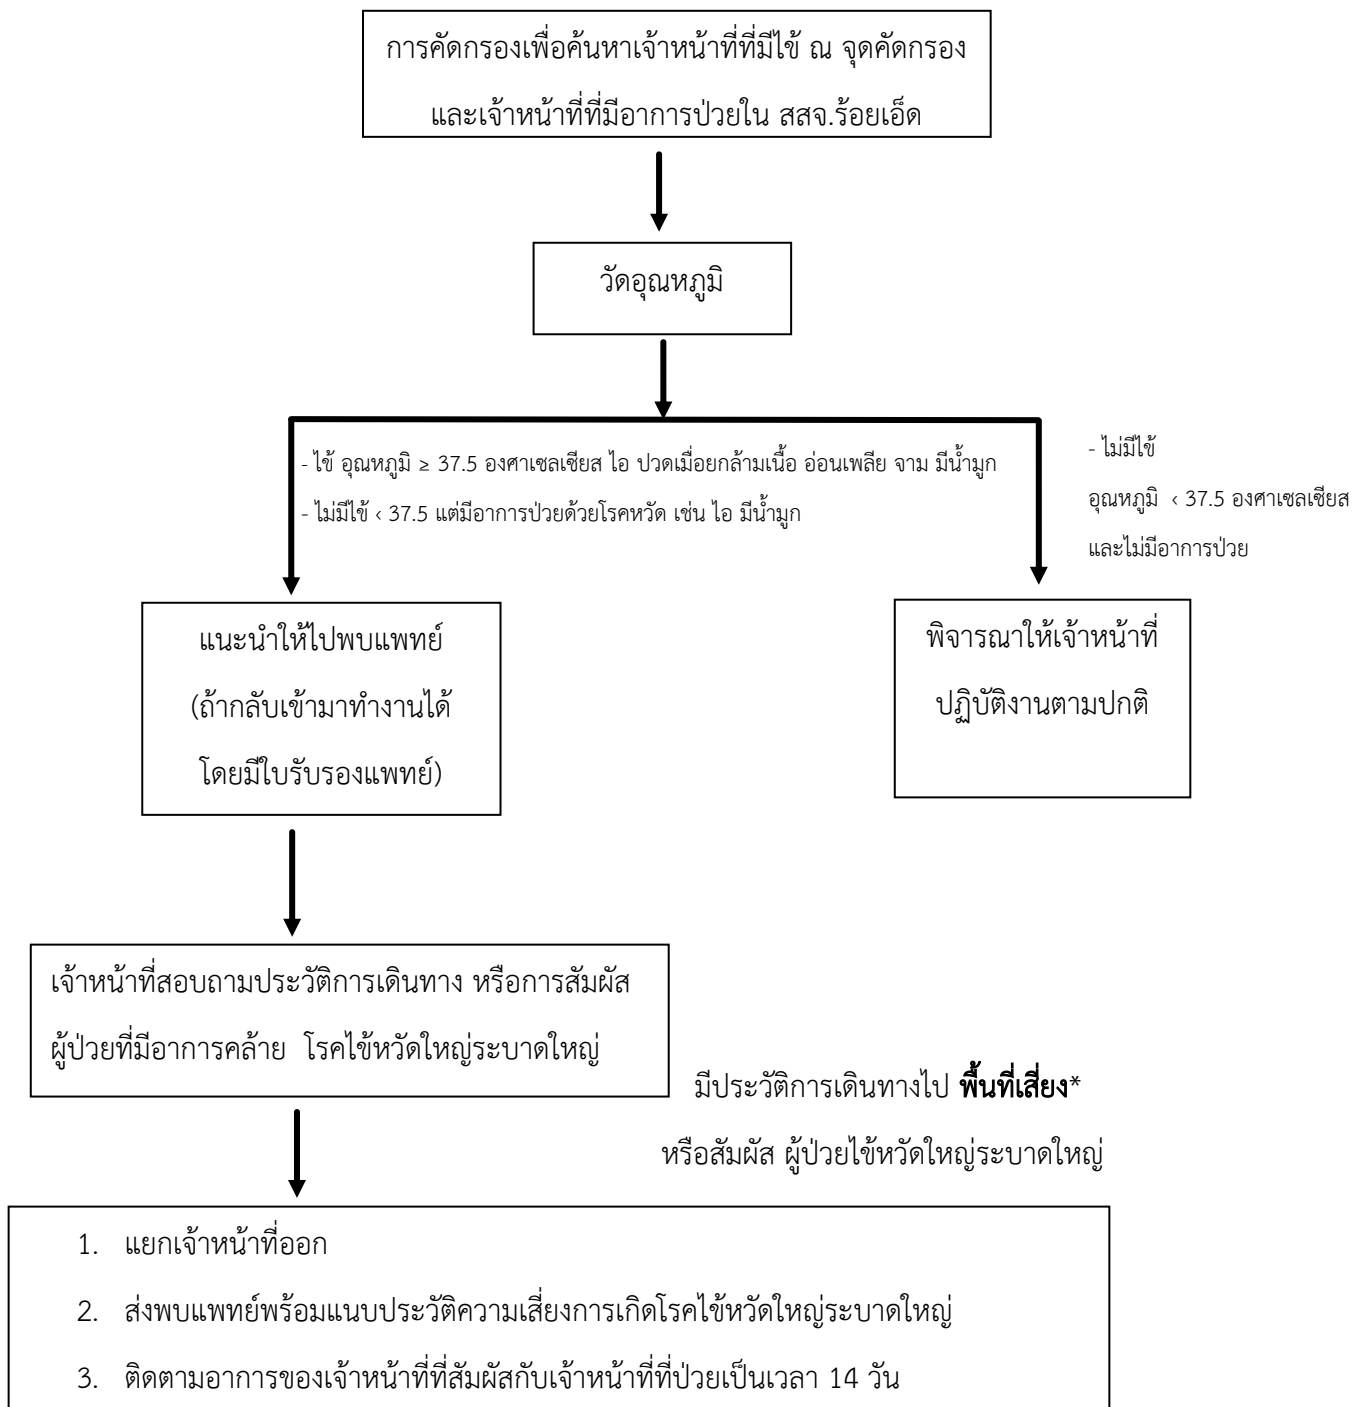 การคัดกรองเพื่อค้นหาเจ้าหน้าที่ที่มีไข้ ณ จุดคัดกรอง
และเจ้าหน้าที่ที่มีอาการป่วยใน สสจ.ร้อยเอ็ด
วัดอุณหภูมิ
- ไข้ อุณหภูมิ ≥ 37.5 องศาเซลเซียส ไอ ปวดเมื่อยกล้ามเนื้อ อ่อนเพลีย จาม มีน้ำมูก
- ไม่มีไข้ < 37.5 แต่มีอาการป่วยด้วยโรคหวัด เช่น ไอ มีน้ำมูก
- ไม่มีไข้
อุณหภูมิ < 37.5 องศาเซลเซียส
และไม่มีอาการป่วย
แนะนำให้ไปพบแพทย์
(ถ้ากลับเข้ามาทำงานได้
โดยมีใบรับรองแพทย์)
พิจารณาให้เจ้าหน้าที่
ปฏิบัติงานตามปกติ
เจ้าหน้าที่สอบถามประวัติการเดินทาง หรือการสัมผัส
ผู้ป่วยที่มีอาการคล้าย โรคไข้หวัดใหญ่ระบาดใหญ่
มีประวัติการเดินทางไป พื้นที่เสี่ยง*
หรือสัมผัส ผู้ป่วยไข้หวัดใหญ่ระบาดใหญ่
1. แยกเจ้าหน้าที่ออก
2. ส่งพบแพทย์พร้อมแนบประวัติความเสี่ยงการเกิดโรคไข้หวัดใหญ่ระบาดใหญ่
3. ติดตามอาการของเจ้าหน้าที่ที่สัมผัสกับเจ้าหน้าที่ที่ป่วยเป็นเวลา 14 วัน